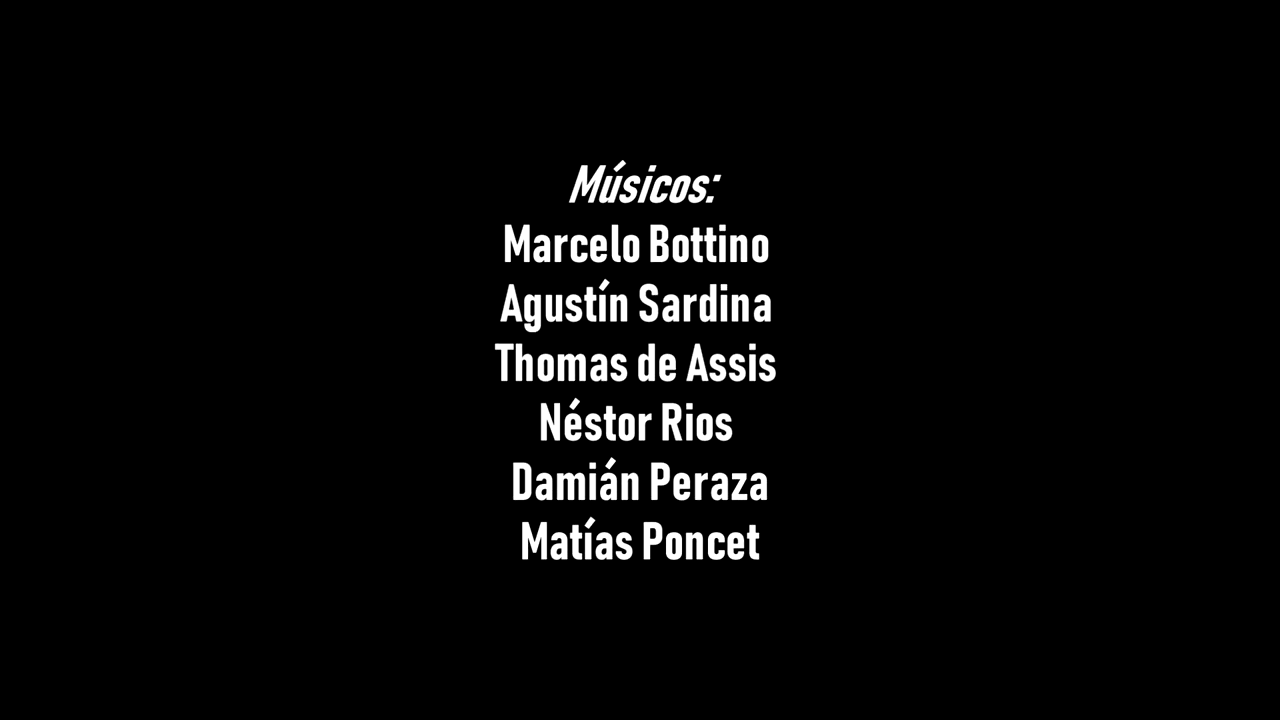 Músicos:
Marcelo Bottino
Agustín Sardina
Thomas de Assis
Néstor Rios
Damián Peraza
Matías Poncet